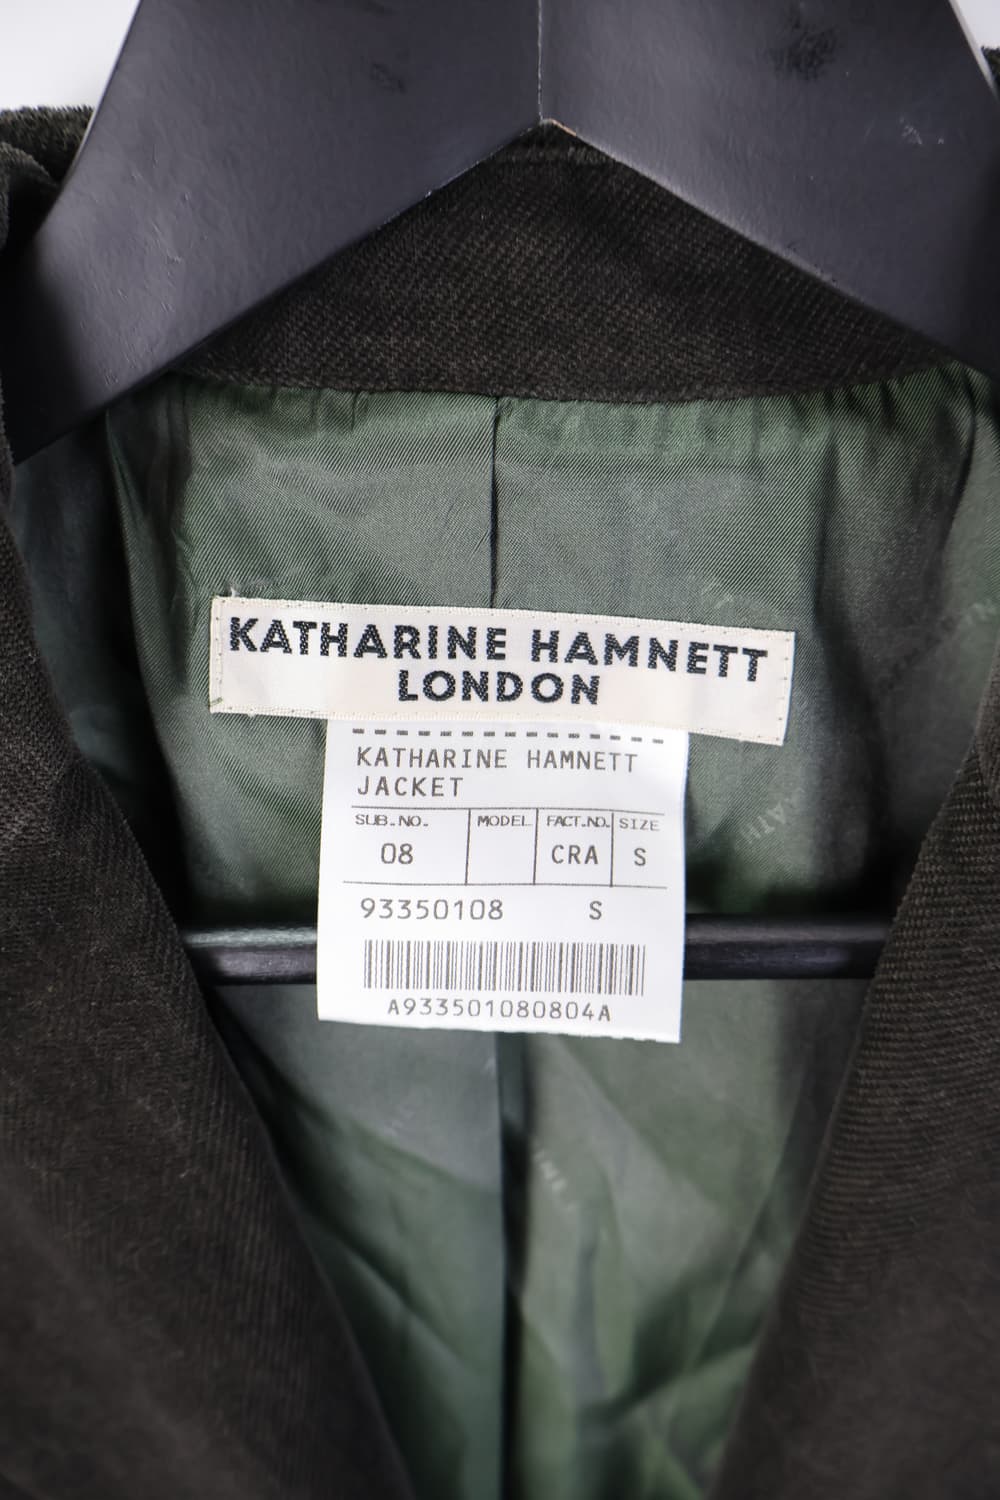 KATHARINE HAMNETT
LONDON
KATHARINE HAMNETT
JACKET
SUB.NO. MODEL FACT.NO. SIZE
08 CRA S
93350108 S
A933501080804A